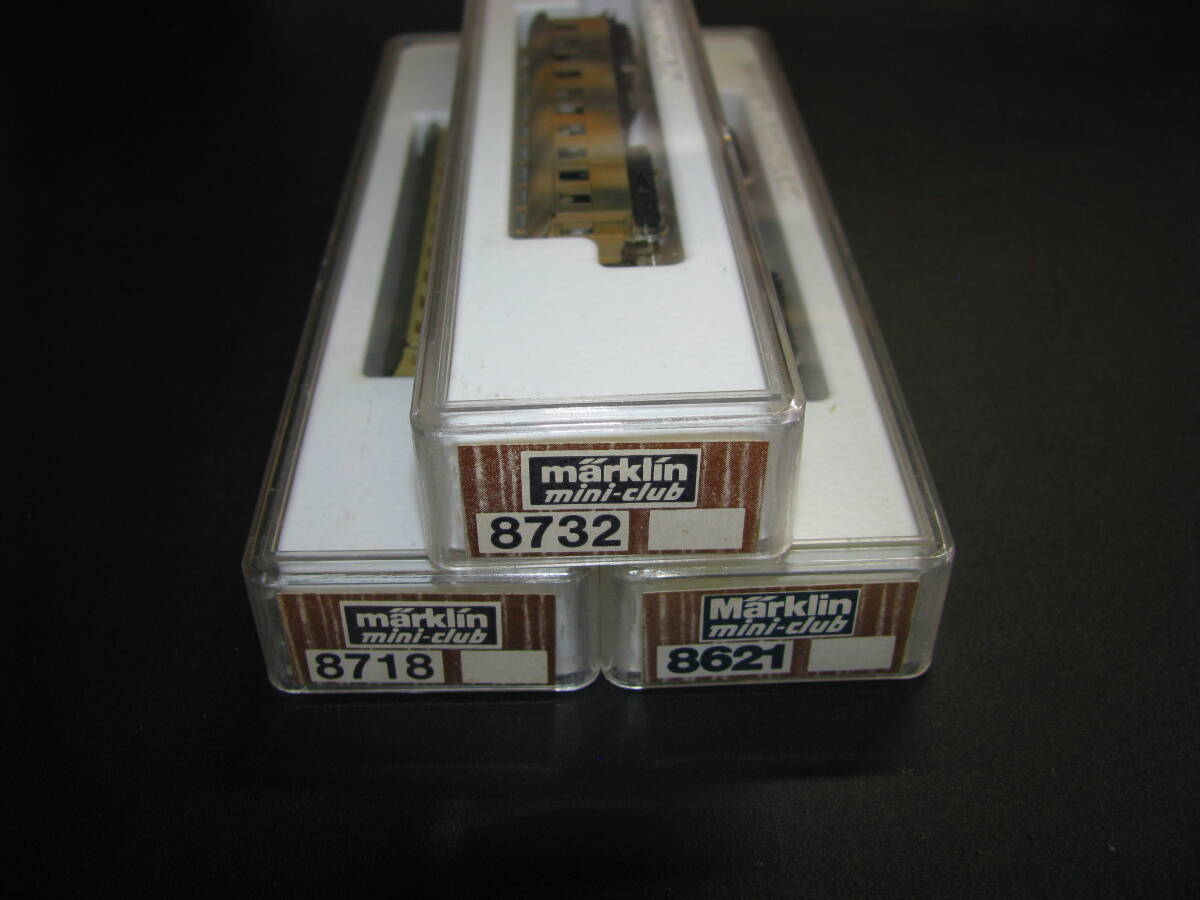 märklin
mini-club
8732
märklin
mini-club
8718
Märklin
mini-club
8621